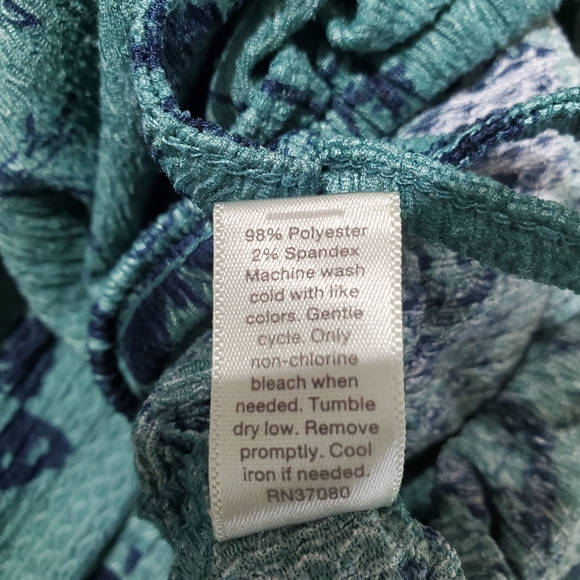 98% Polyester
2% Spandex
Machine wash
cold with like
colors. Gentle
cycle. Only
non-chlorine
bleach when
needed. Tumble
dry low. Remove
promptly. Cool
iron if needed.
RN37080